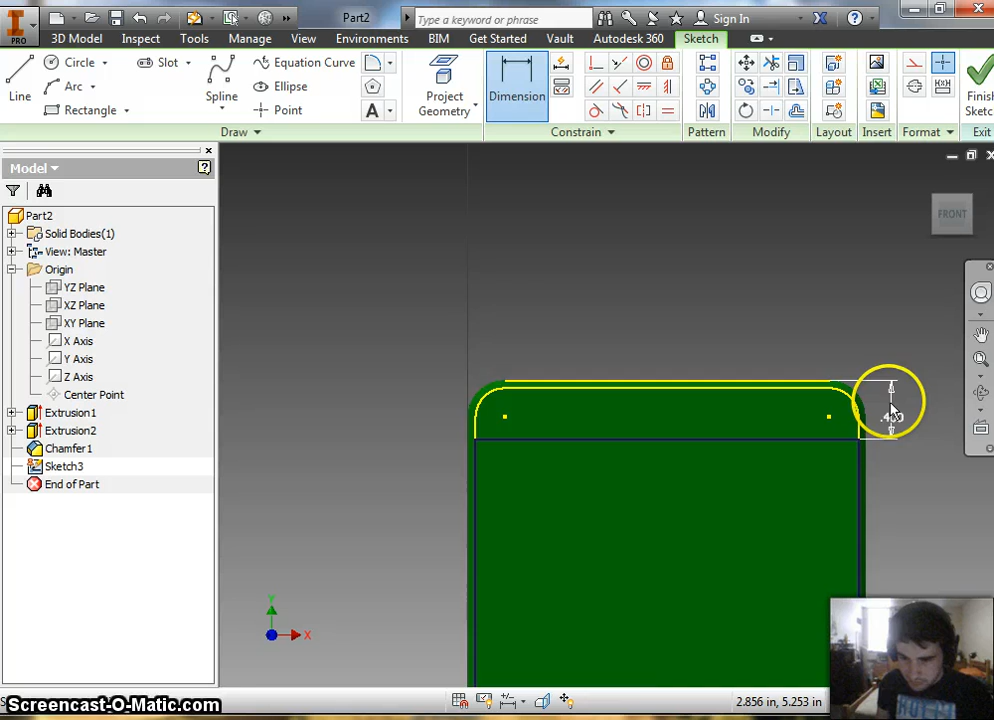 Part2
Type a keyword or phrase
Sign In
PRO
3D Model
Inspect
Tools
Manage
View
Environments
BIM
Get Started
Vault
Autodesk 360
Sketch
Line
Circle
Arc
Rectangle
Slot
Spline
Equation Curve
Ellipse
Point
A
Project
Geometry
Dimension
Finish
Sketc
Draw
Constrain
Pattern
Modify
Layout
Insert
Format
Exit
Model
Part2
Solid Bodies(1)
View: Master
Origin
YZ Plane
XZ Plane
XY Plane
X Axis
Y Axis
Z Axis
Center Point
Extrusion1
Extrusion2
Chamfer1
Sketch3
End of Part
FRONT
Y
X
2.856 in, 5.253 in
Screencast-O-Matic.com